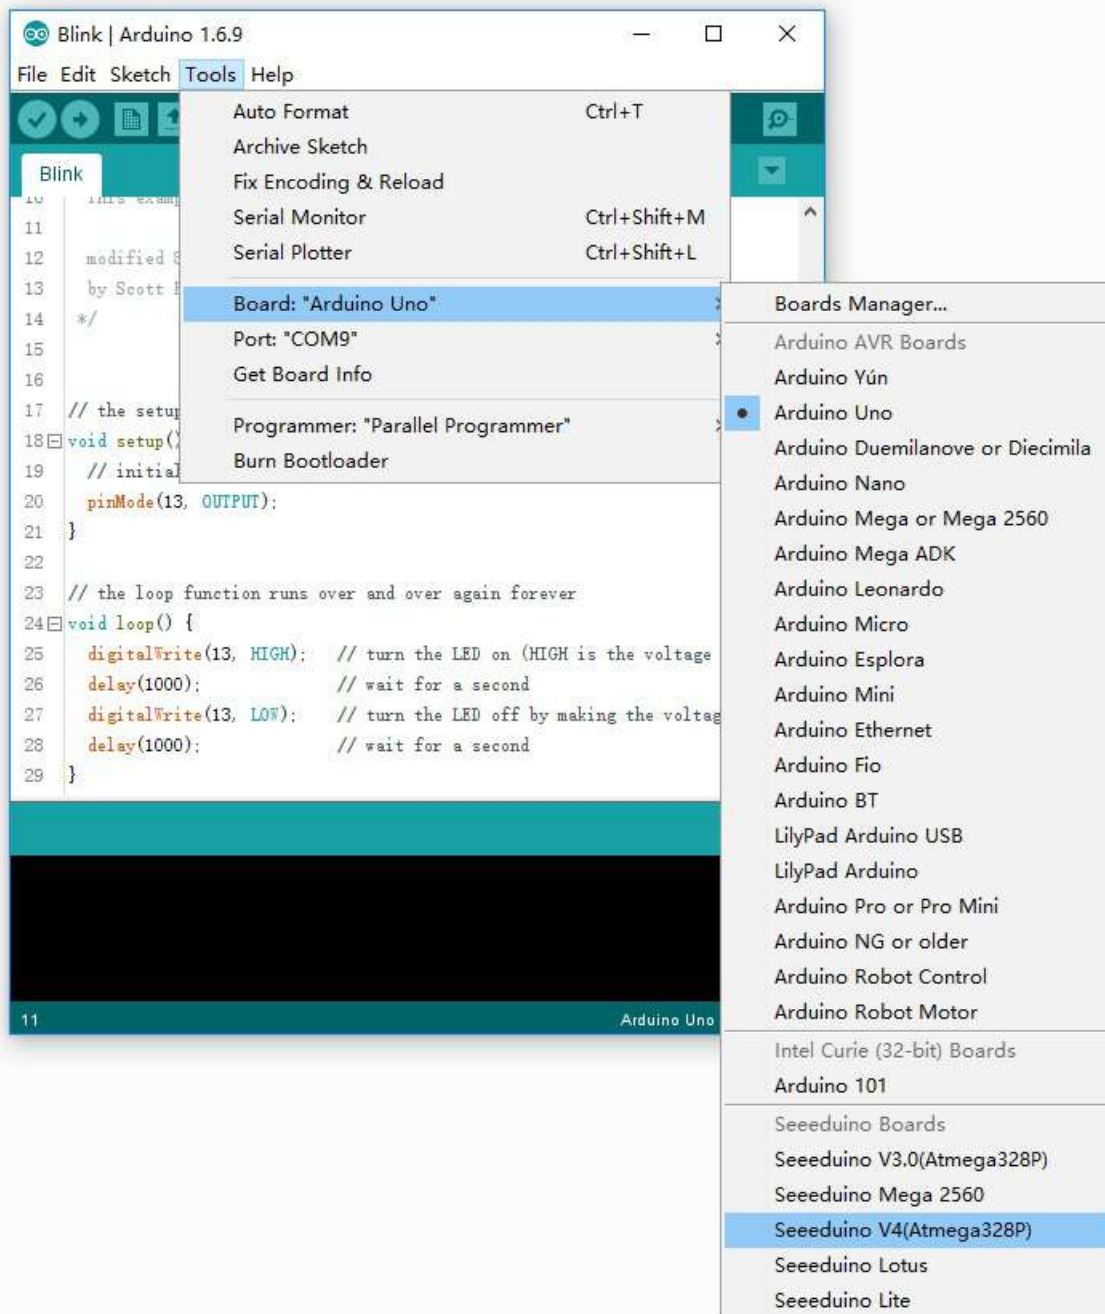 Blink | Arduino 1.6.9
File Edit Sketch Tools Help
Auto Format Ctrl+T
Archive Sketch
Fix Encoding & Reload
Serial Monitor Ctrl+Shift+M
Serial Plotter Ctrl+Shift+L
Board: "Arduino Uno"
Port: "COM9"
Get Board Info
Programmer: "Parallel Programmer"
Burn Bootloader
Blink
10 This
11
12 modified
13 by Scott
14 */
15
16
17 // the setup
18 void setup()
19 //
20 pinMode(13, OUTPUT);
21 }
22
23 // the loop function runs over and over again forever
24 void loop() {
25 digitalWrite(13, HIGH); // turn the LED on (HIGH is the voltage
26 delay(1000); // wait for a second
27 digitalWrite(13, LOW); // turn the LED off by making the
28 delay(1000); // wait for a second
29 }
11 Arduino Uno
Boards Manager...
Arduino AVR Boards
Arduino Yún
Arduino Uno
Arduino Duemilanove or Diecimila
Arduino Nano
Arduino Mega or Mega 2560
Arduino Mega ADK
Arduino Leonardo
Arduino Micro
Arduino Esplora
Arduino Mini
Arduino Ethernet
Arduino Fio
Arduino BT
LilyPad Arduino USB
LilyPad Arduino
Arduino Pro or Pro Mini
Arduino NG or older
Arduino Robot Control
Arduino Robot Motor
Intel Curie (32-bit) Boards
Arduino 101
Seeeduino Boards
Seeeduino V3.0(Atmega328P)
Seeeduino Mega 2560
Seeeduino V4(Atmega328P)
Seeeduino Lotus
Seeeduino Lite